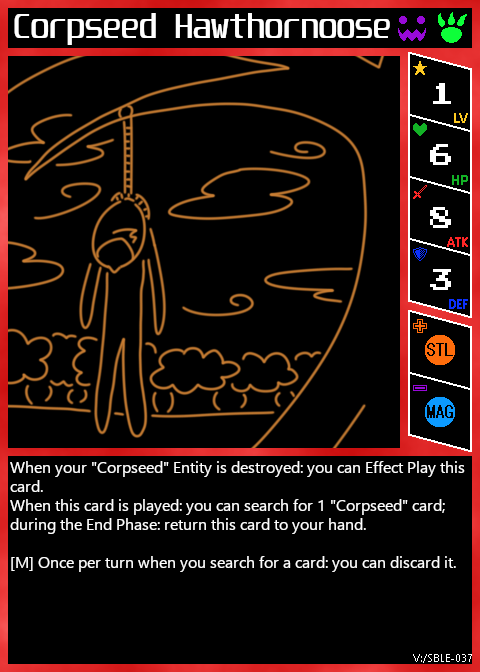 Corpseed Hawthornoose
1
LV
6
HP
8
ATK
3
DEF
STL
MAG
When your "Corpseed" Entity is destroyed: you can Effect Play this
card.
When this card is played: you can search for 1 "Corpseed" card;
during the End Phase: return this card to your hand.
[M] Once per turn when you search for a card: you can discard it.
V:/SBLE-037